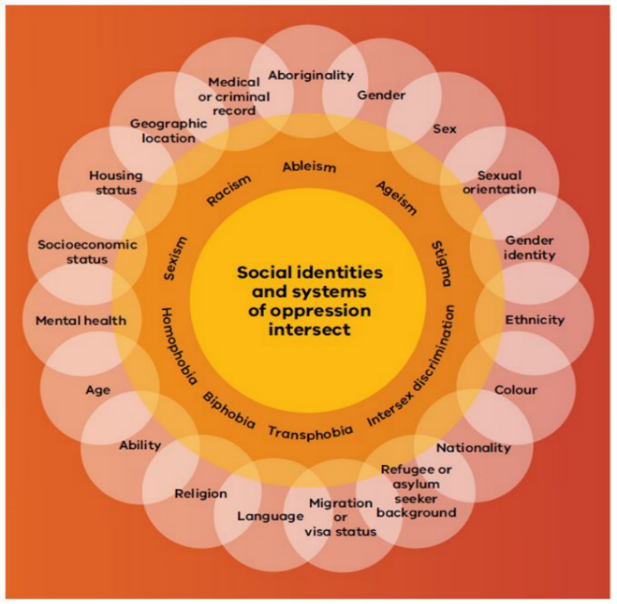 Aboriginality
Gender
Sex
Sexual
orientation
Gender
identity
Ethnicity
Colour
Nationality
Refugee or
asylum
seeker
background
Migration
or
visa status
Language
Religion
Ability
Age
Mental health
Socioeconomic
status
Housing
status
Geographic
location
Medical
or criminal
record
Ableism
Ageism
Stigma
Intersex discrimination
Transphobia
Biphobia
Homophobia
Sexism
Racism
Social identities
and systems
of oppression
intersect